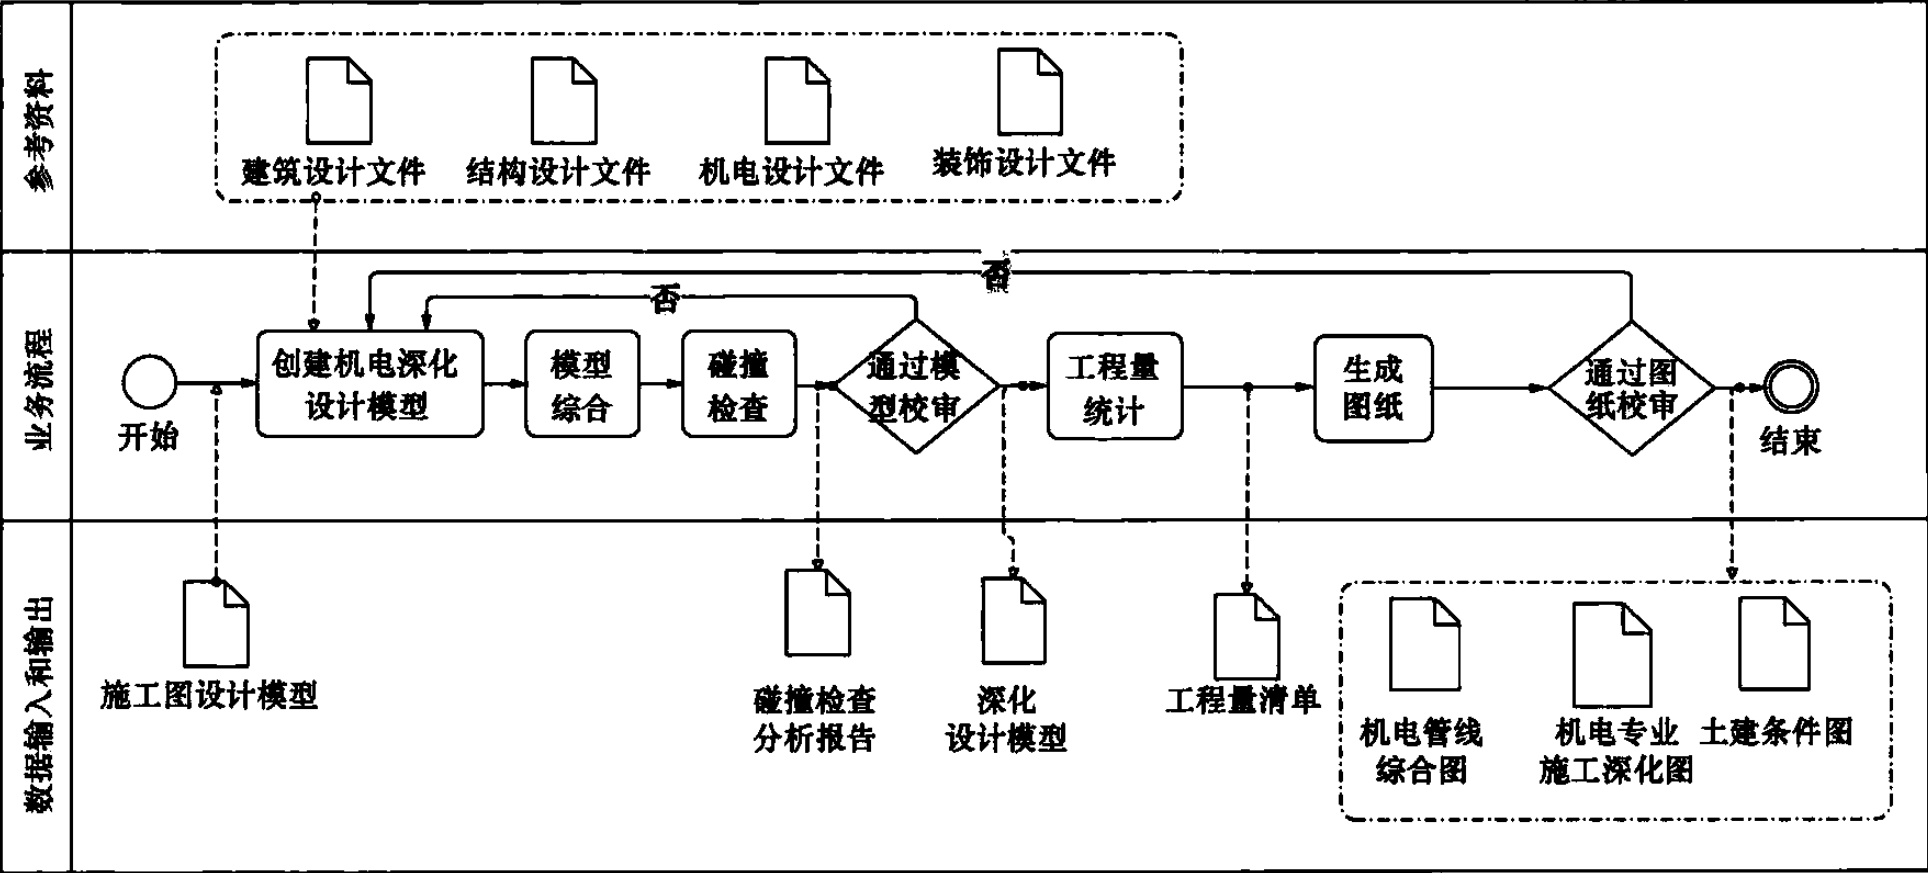 参考资料
建筑设计文件
结构设计文件
机电设计文件
装饰设计文件
业务流程
否
否
开始
创建机电深化
设计模型
模型
综合
碰撞
检查
通过模
型校审
工程量
统计
生成
图纸
通过图
纸校审
结束
数据输入和输出
施工图设计模型
碰撞检查
分析报告
深化
设计模型
工程量清单
机电管线
综合图
机电专业
施工深化图
土建条件图